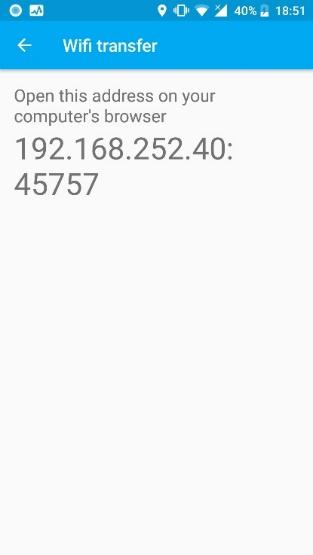 40% 18:51
Wifi transfer
Open this address on your
computer's browser
192.168.252.40:
45757